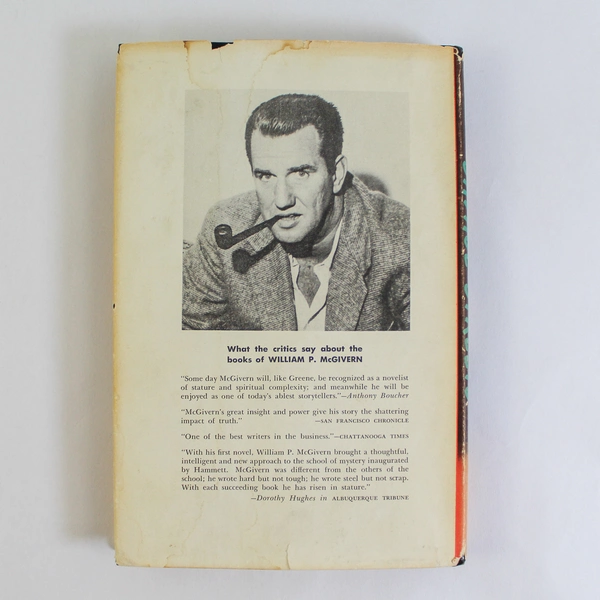 What the critics say about the
books of WILLIAM P. McGIVERN
"Some day McGivern will, like Greene, be recognized as a novelist
of stature and spiritual complexity; and meanwhile he will be
enjoyed as one of today's ablest storytellers."—Anthony Boucher
"McGivern's great insight and power give his story the shattering
impact of truth." —SAN FRANCISCO CHRONICLE
"One of the best writers in the business."—CHATTANOOGA TIMES
"With his first novel, William P. McGivern brought a thoughtful,
intelligent and new approach to the school of mystery inaugurated
by Hammett. McGivern was different from the others of the
school; he wrote hard but not tough; he wrote steel but not scrap.
With each succeeding book he has risen in stature."
—Dorothy Hughes in ALBUQUERQUE TRIBUNE